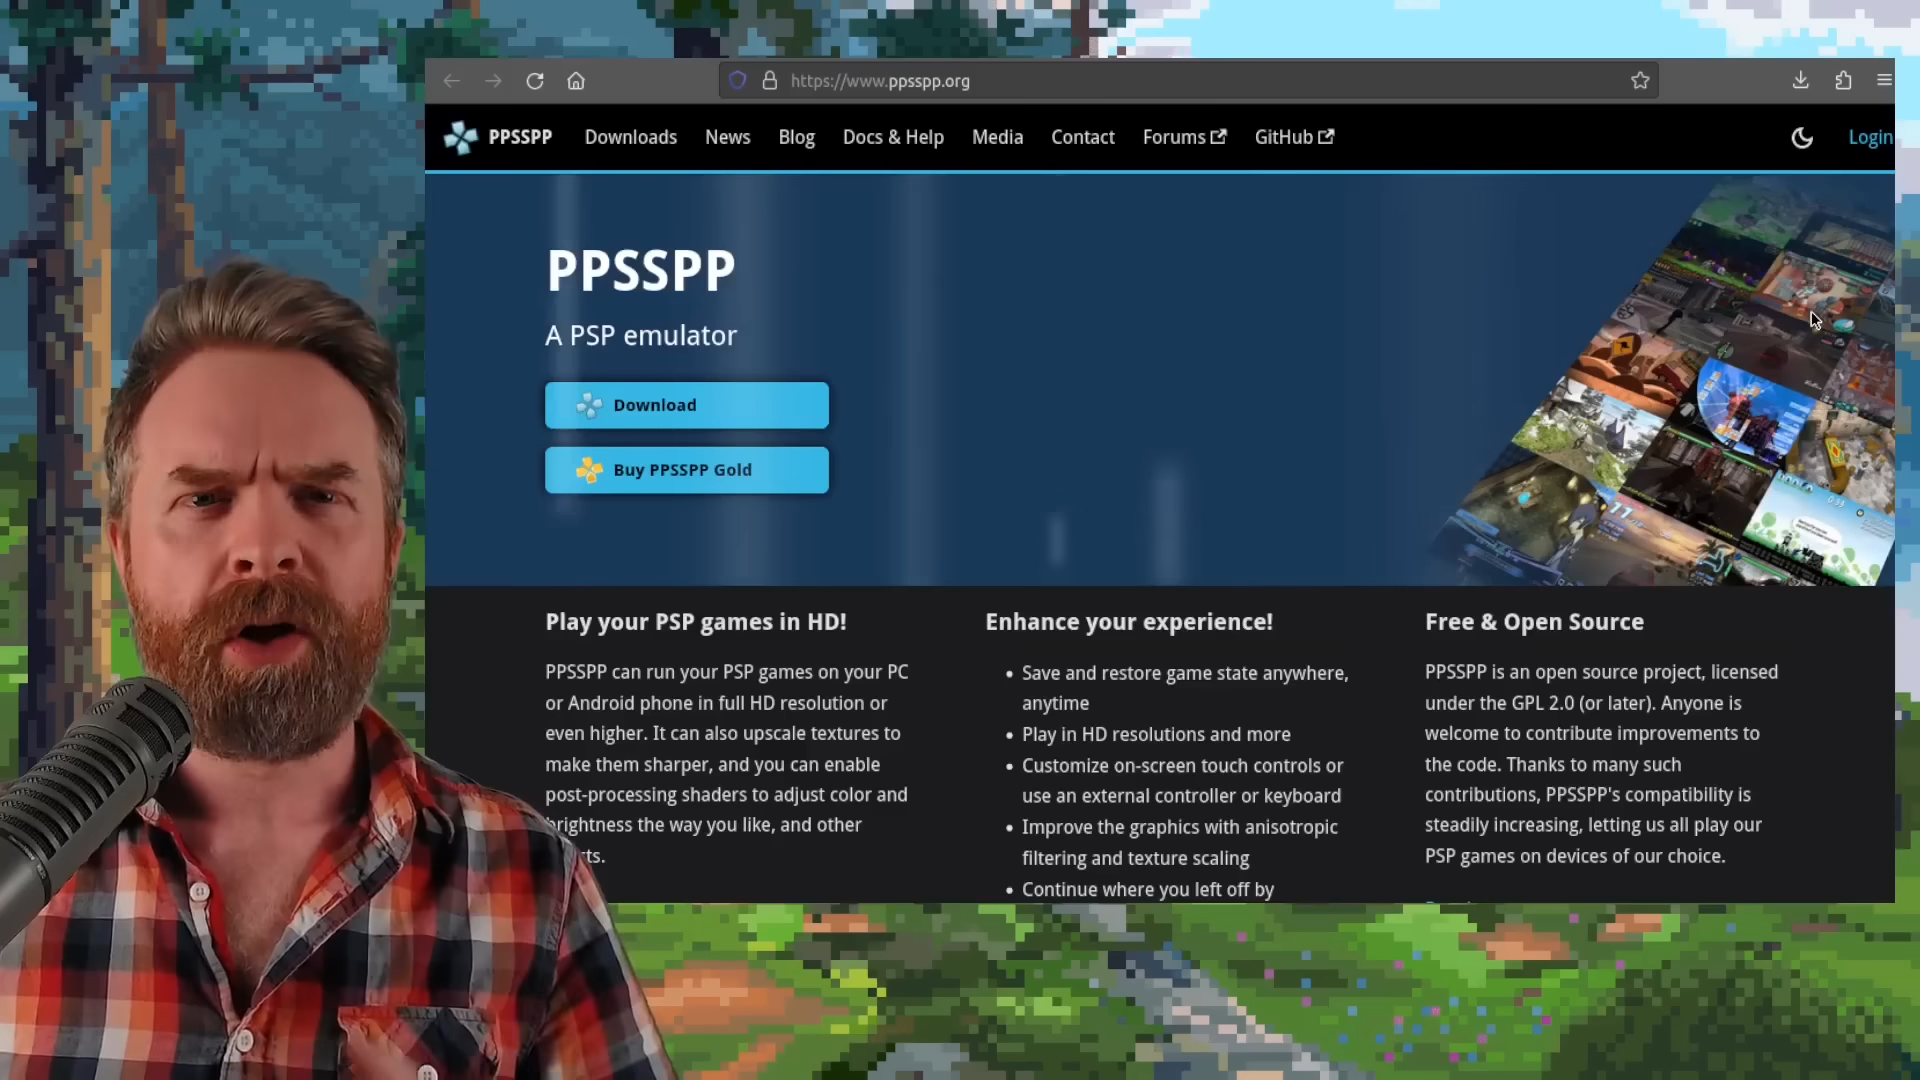 https://www.ppsspp.org
PPSSPP Downloads News Blog Docs & Help Media Contact Forums GitHub Login
PPSSPP
A PSP emulator
Download
Buy PPSSPP Gold
Play your PSP games in HD!
PPSSPP can run your PSP games on your PC
or Android phone in full HD resolution or
even higher. It can also upscale textures to
make them sharper, and you can enable
post-processing shaders to adjust color and
brightness the way you like, and other
Enhance your experience!
• Save and restore game state anywhere,
anytime
• Play in HD resolutions and more
• Customize on-screen touch controls or
use an external controller or keyboard
• Improve the graphics with anisotropic
filtering and texture scaling
• Continue where you left off by
Free & Open Source
PPSSPP is an open source project, licensed
under the GPL 2.0 (or later). Anyone is
welcome to contribute improvements to
the code. Thanks to many such
contributions, PPSSPP's compatibility is
steadily increasing, letting us all play our
PSP games on devices of our choice.